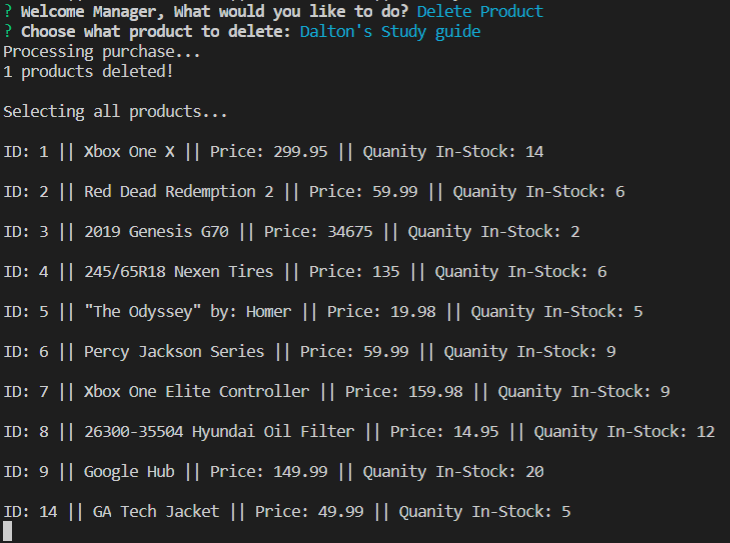 ? Welcome Manager, What would you like to do? Delete Product
? Choose what product to delete: Dalton's Study guide
Processing purchase...
1 products deleted!
Selecting all products...
ID: 1 || Xbox One X || Price: 299.95 || Quanity In-Stock: 14
ID: 2 || Red Dead Redemption 2 || Price: 59.99 || Quanity In-Stock: 6
ID: 3 || 2019 Genesis G70 || Price: 34675 || Quanity In-Stock: 2
ID: 4 || 245/65R18 Nexen Tires || Price: 135 || Quanity In-Stock: 6
ID: 5 || "The Odyssey" by: Homer || Price: 19.98 || Quanity In-Stock: 5
ID: 6 || Percy Jackson Series || Price: 59.99 || Quanity In-Stock: 9
ID: 7 || Xbox One Elite Controller || Price: 159.98 || Quanity In-Stock: 9
ID: 8 || 26300-35504 Hyundai Oil Filter || Price: 14.95 || Quanity In-Stock: 12
ID: 9 || Google Hub || Price: 149.99 || Quanity In-Stock: 20
ID: 14 || GA Tech Jacket || Price: 49.99 || Quanity In-Stock: 5